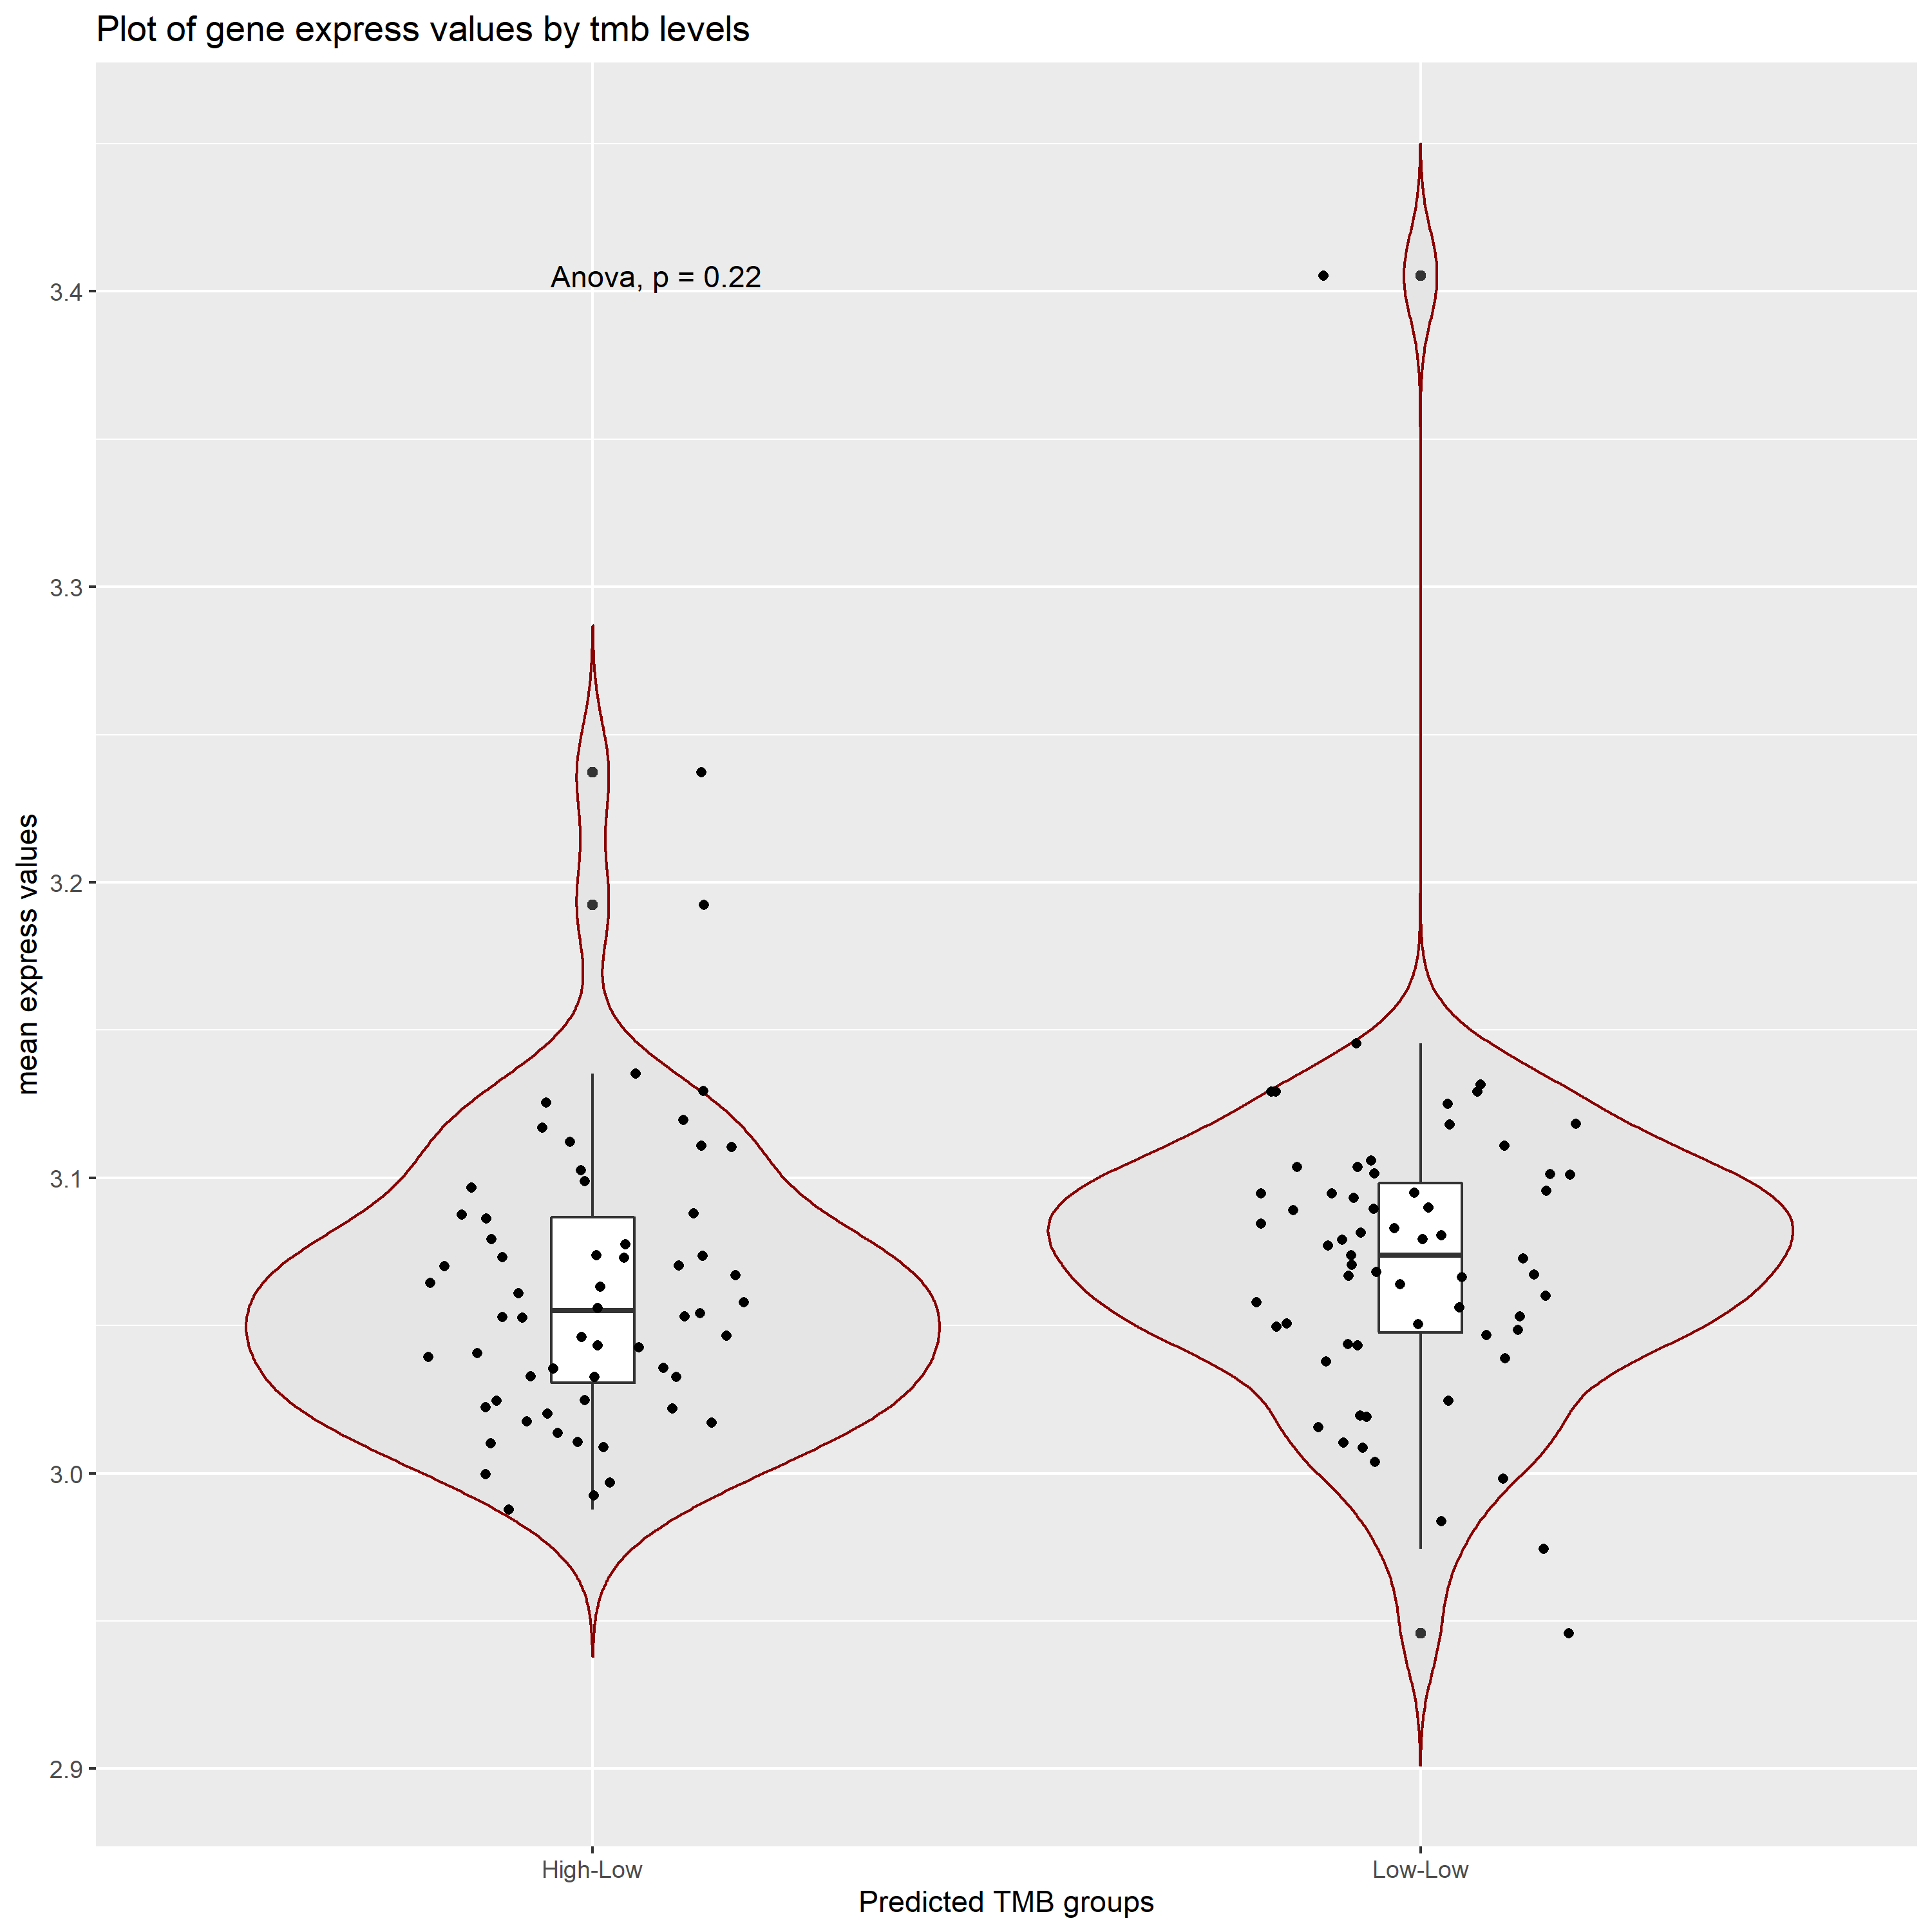 Plot of gene express values by tmb levels
Anova, p = 0.22
3.4
3.3
3.2
3.1
3.0
2.9
mean express values
High-Low
Low-Low
Predicted TMB groups